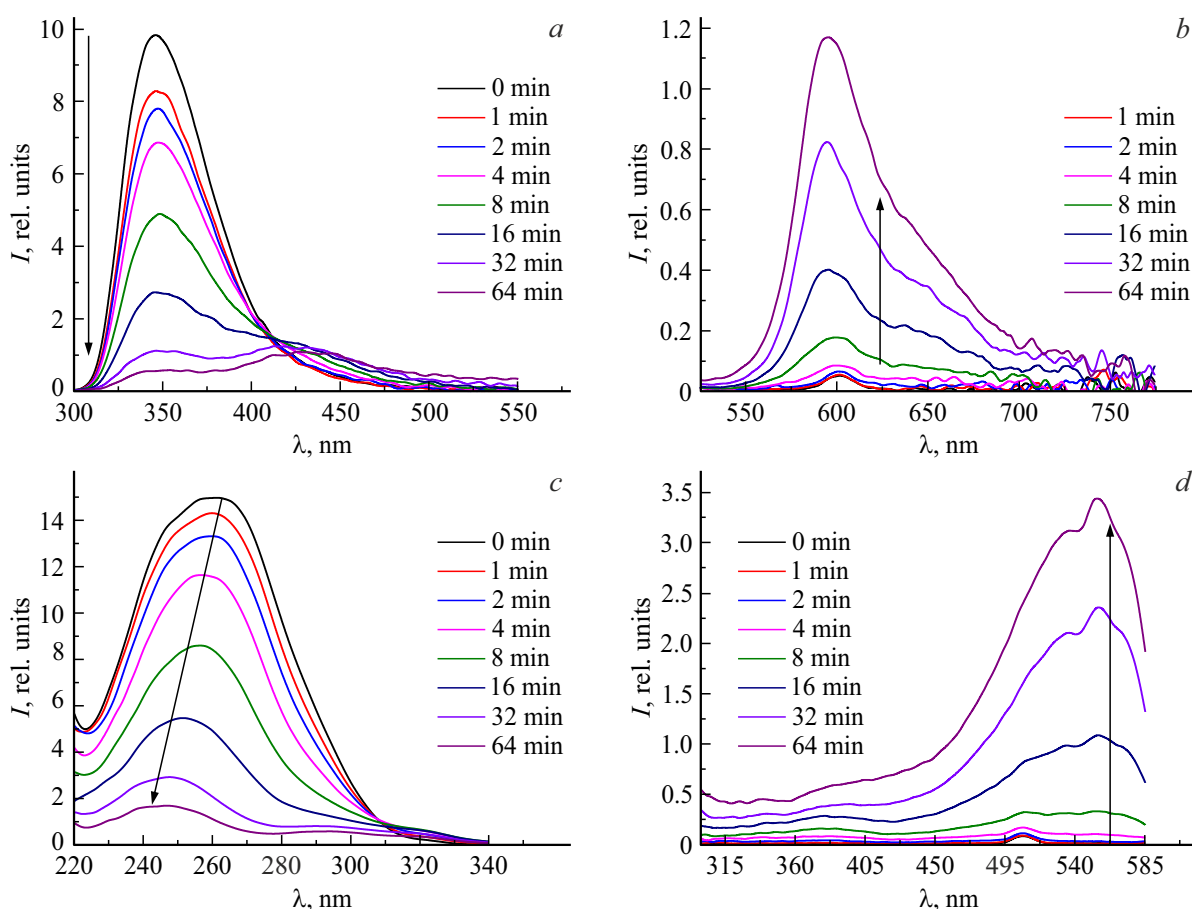 a
I, rel. units
10
8
6
4
2
0
300 350 400 450 500 550
λ, nm
0 min
1 min
2 min
4 min
8 min
16 min
32 min
64 min
b
I, rel. units
1.2
1.0
0.8
0.6
0.4
0.2
0
550 600 650 700 750
λ, nm
1 min
2 min
4 min
8 min
16 min
32 min
64 min
c
I, rel. units
14
12
10
8
6
4
2
0
220 240 260 280 300 320 340
λ, nm
0 min
1 min
2 min
4 min
8 min
16 min
32 min
64 min
d
I, rel. units
3.5
3.0
2.5
2.0
1.5
1.0
0.5
0
315 360 405 450 495 540 585
λ, nm
0 min
1 min
2 min
4 min
8 min
16 min
32 min
64 min